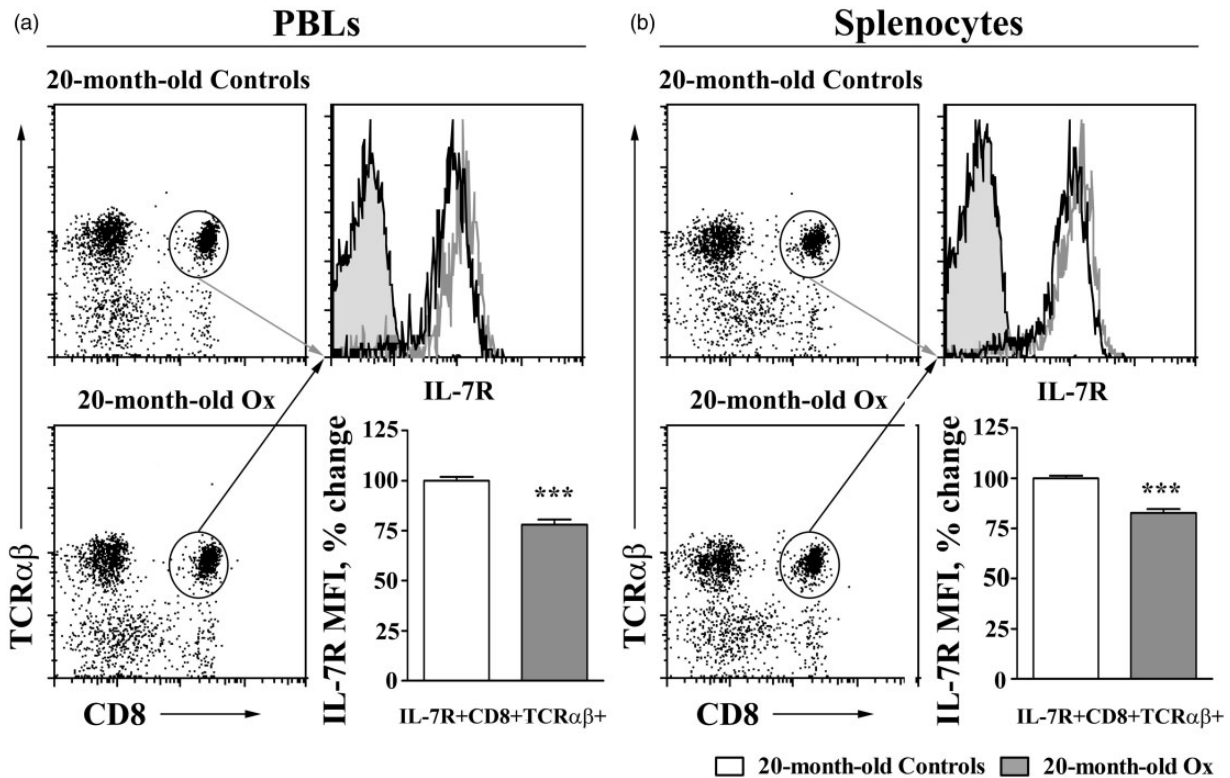 (a) PBLs
20-month-old Controls
TCRαβ
IL-7R
20-month-old Ox
CD8
IL-7R MFI, % change
125
100
75
50
25
0
***
IL-7R+CD8+TCRαβ+
(b) Splenocytes
20-month-old Controls
TCRαβ
IL-7R
20-month-old Ox
CD8
IL-7R MFI, % change
125
100
75
50
25
0
***
IL-7R+CD8+TCRαβ+
20-month-old Controls 20-month-old Ox